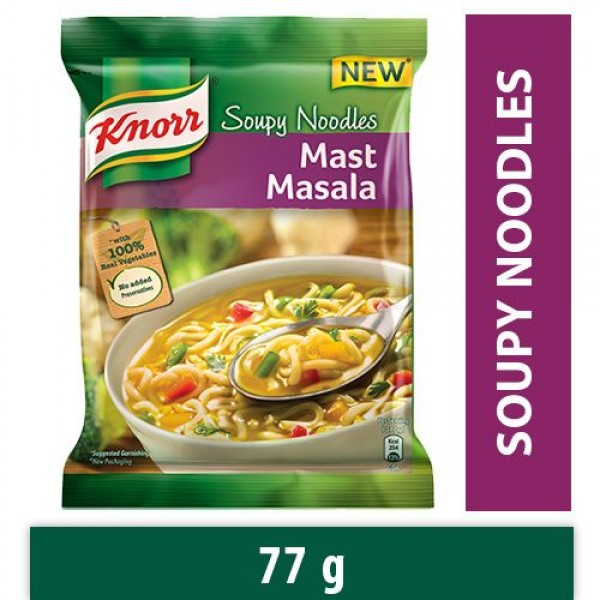 NEW*
Knorr®
Soupy Noodles
Mast
Masala
*with
100%
Real Vegetables
No added
Preservatives
*Suggested Garnishing
*New Packaging
Kcal
77 g
SOUPY NOODLES